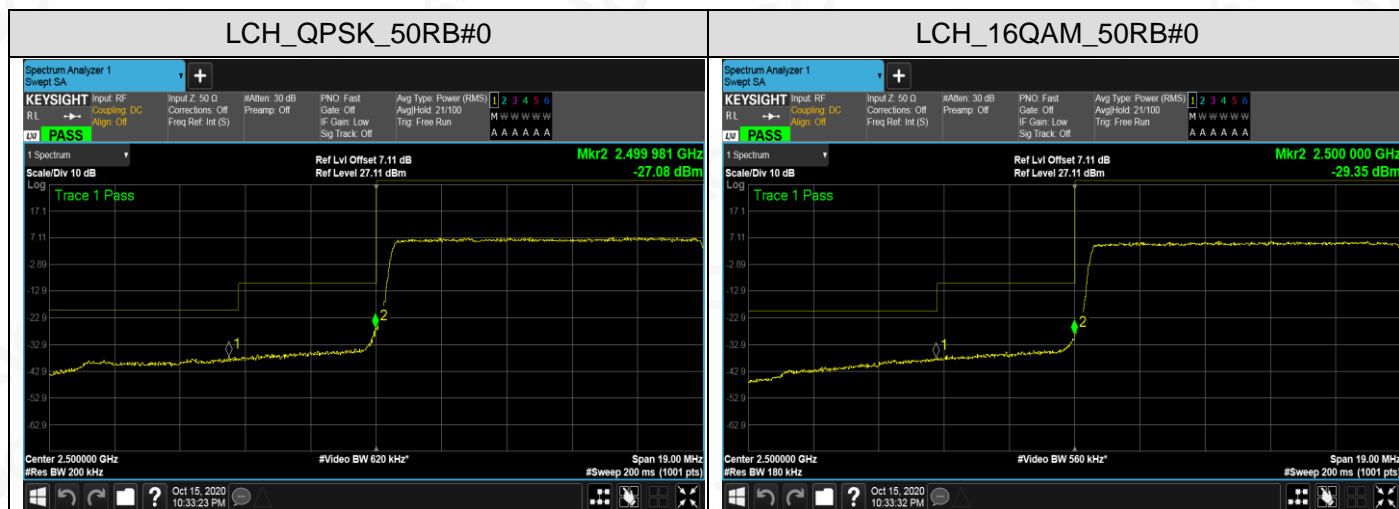 LCH_QPSK_50RB#0
Spectrum Analyzer 1
Swept SA
KEYSIGHT Input: RF
RL
Coupling: DC
Align: Off
Input Z: 50 Ω
Corrections: Off
Freq Ref: Int (S)
#Atten: 30 dB
Preamp: Off
PNO: Fast
Gate: Off
IF Gain: Low
Sig Track: Off
Avg Type: Power (RMS)
Avg|Hold: 21/100
Trig: Free Run
1 2 3 4 5 6
M W W W W W
A A A A A A
LXI PASS
1 Spectrum
Scale/Div 10 dB
Ref Lvl Offset 7.11 dB
Ref Level 27.11 dBm
Mkr2 2.499 981 GHz
-27.08 dBm
Log
Trace 1 Pass
17.1
7.11
-2.89
-12.9
-22.9
-32.9
-42.9
-52.9
-62.9
2
1
Center 2.500000 GHz
#Res BW 200 kHz
#Video BW 620 kHz*
Span 19.00 MHz
#Sweep 200 ms (1001 pts)
?
Oct 15, 2020
10:33:23 PM
LCH_16QAM_50RB#0
Spectrum Analyzer 1
Swept SA
KEYSIGHT Input: RF
RL
Coupling: DC
Align: Off
Input Z: 50 Ω
Corrections: Off
Freq Ref: Int (S)
#Atten: 30 dB
Preamp: Off
PNO: Fast
Gate: Off
IF Gain: Low
Sig Track: Off
Avg Type: Power (RMS)
Avg|Hold: 21/100
Trig: Free Run
1 2 3 4 5 6
M W W W W W
A A A A A A
LXI PASS
1 Spectrum
Scale/Div 10 dB
Ref Lvl Offset 7.11 dB
Ref Level 27.11 dBm
Mkr2 2.500 000 GHz
-29.35 dBm
Log
Trace 1 Pass
17.1
7.11
-2.89
-12.9
-22.9
-32.9
-42.9
-52.9
-62.9
2
1
Center 2.500000 GHz
#Res BW 180 kHz
#Video BW 560 kHz*
Span 19.00 MHz
#Sweep 200 ms (1001 pts)
?
Oct 15, 2020
10:33:32 PM